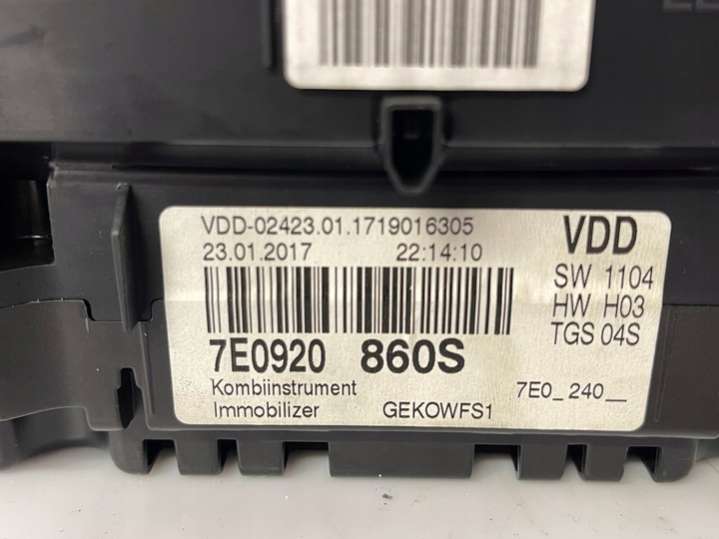 VDD-02423.01.1719016305
VDD
23.01.2017 22:14:10
SW 1104
HW H03
TGS 04S
7E0920 860S
Kombiinstrument
7E0_240__
Immobilizer GEKOWFS1